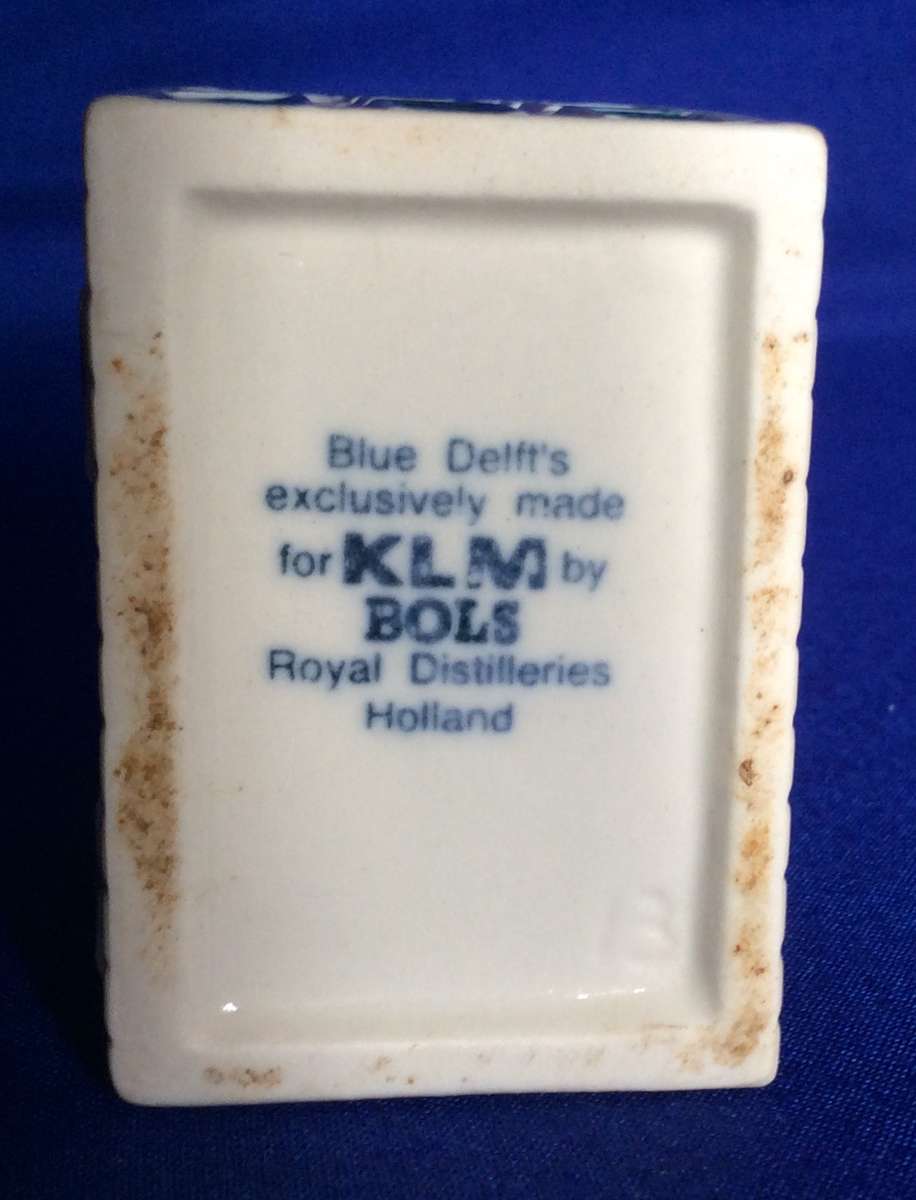 Blue Delft's
exclusively made
for KLM by
BOLS
Royal Distilleries
Holland